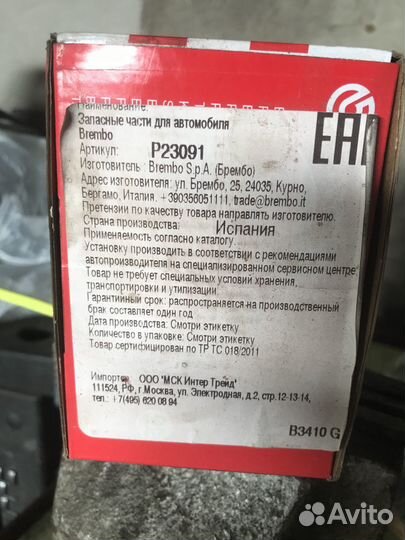 Наименование:
Запасные части для автомобиля
Brembo
Артикул: P23091
Изготовитель: Brembo S.p.A. (Брембо)
Адрес изготовителя: ул. Брембо, 25, 24035, Курно,
Бергамо, Италия. +390356051111, trade@brembo.it
Претензии по качеству товара направлять изготовителю.
Страна производства: Испания
Применяемость согласно каталогу.
Установку производить в соответствии с рекомендациями
автопроизводителя на специализированном сервисном центре
Товар не требует специальных условий хранения,
транспортировки и утилизации.
Гарантийный срок: распространяется на производственный
брак составляет один год
Дата производства: Смотри этикетку
Количество в упаковке: Смотри этикетку
Товар сертифицирован по ТР ТС 018/2011
EAC
Импортер ООО "МСК Интер Трейд"
111524, РФ, г.Москва, ул. Электродная, д.2, стр.12-13-14,
тел.: +7(495) 620 08 94
B3410 G
Avito